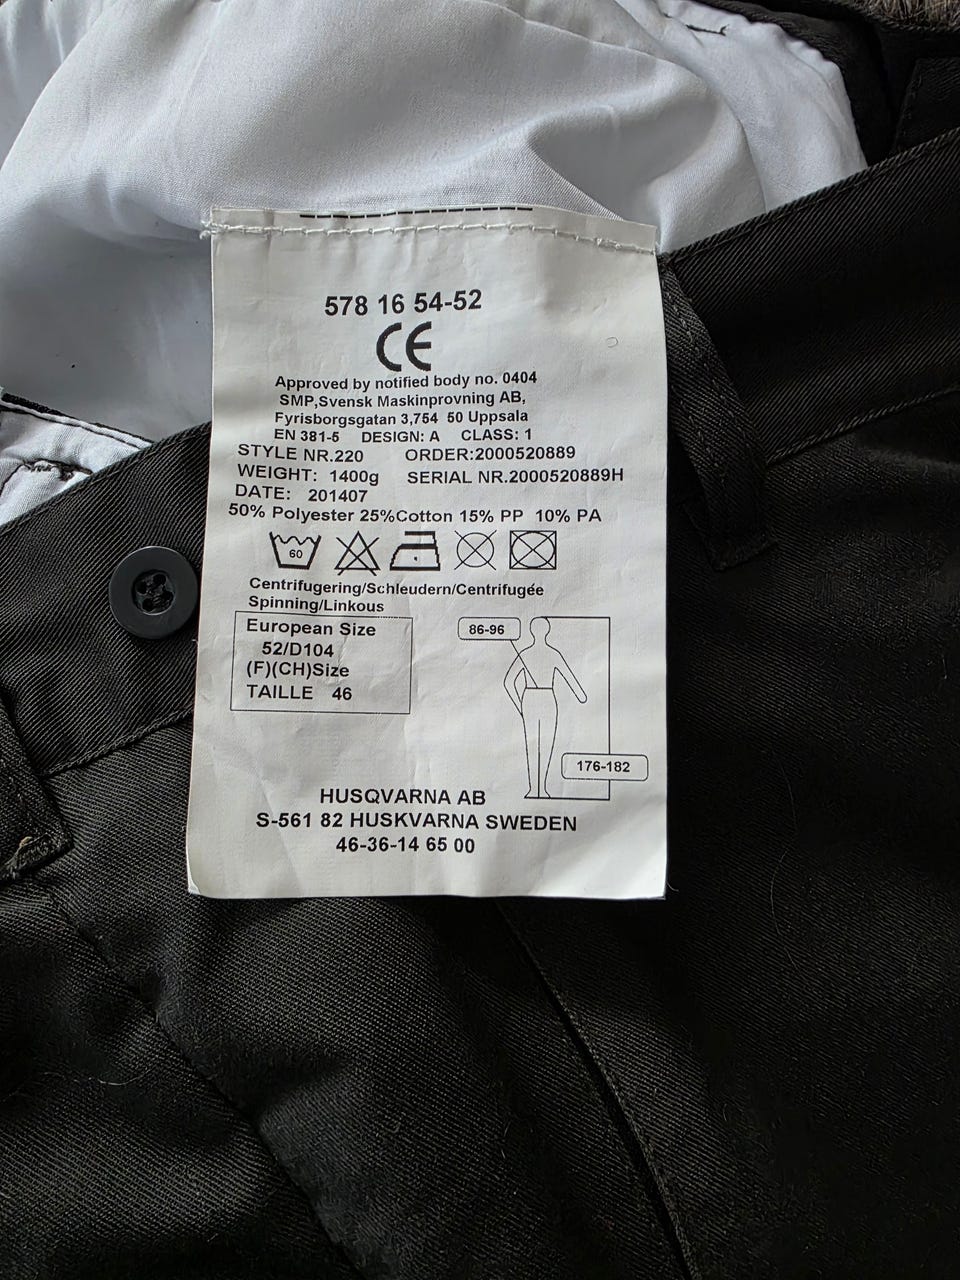 578 16 54-52
CE
Approved by notified body no. 0404
SMP,Svensk Maskinprovning AB,
Fyrisborgsgatan 3,754 50 Uppsala
EN 381-5 DESIGN: A CLASS: 1
STYLE NR.220 ORDER:2000520889
WEIGHT: 1400g SERIAL NR.2000520889H
DATE: 201407
50% Polyester 25%Cotton 15% PP 10% PA
60
Centrifugering/Schleudern/Centrifugée
Spinning/Linkous
European Size
52/D104
(F)(CH)Size
TAILLE 46
86-96
176-182
HUSQVARNA AB
S-561 82 HUSKVARNA SWEDEN
46-36-14 65 00